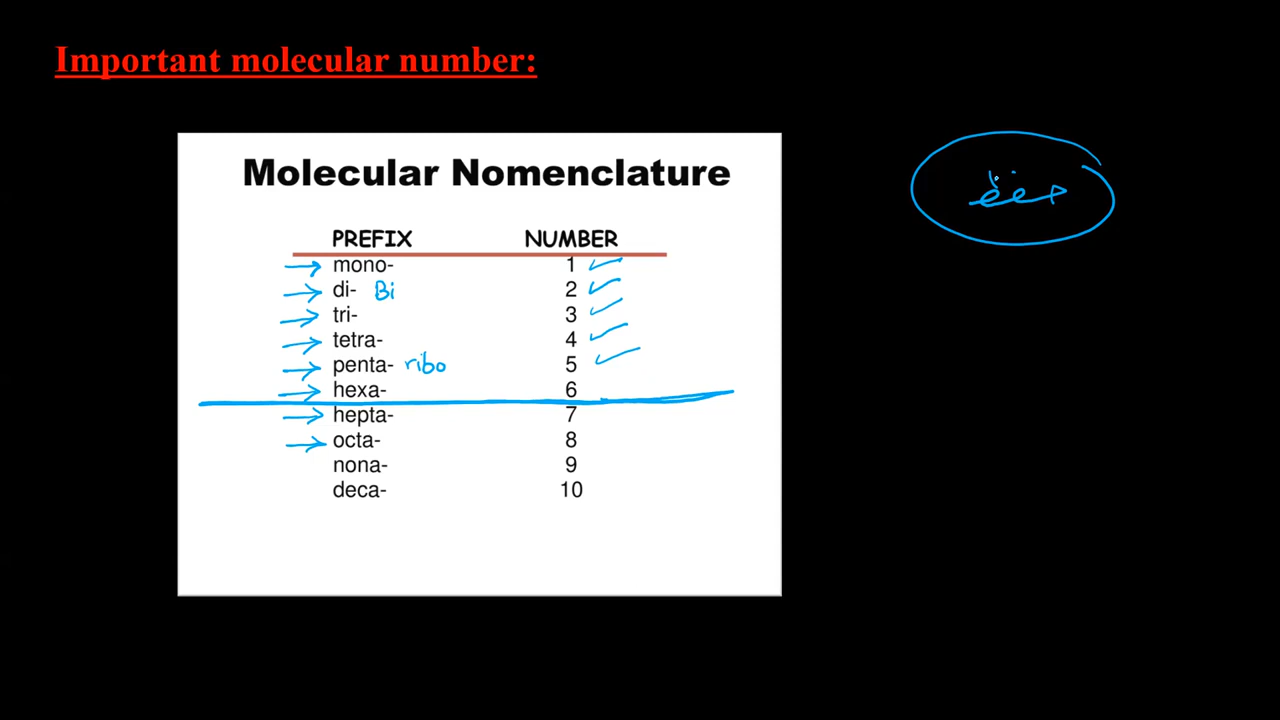 Important molecular number:
Molecular Nomenclature
PREFIX NUMBER
mono- 1
di- Bi 2
tri- 3
tetra- 4
penta- ribo 5
hexa- 6
hepta- 7
octa- 8
nona- 9
deca- 10